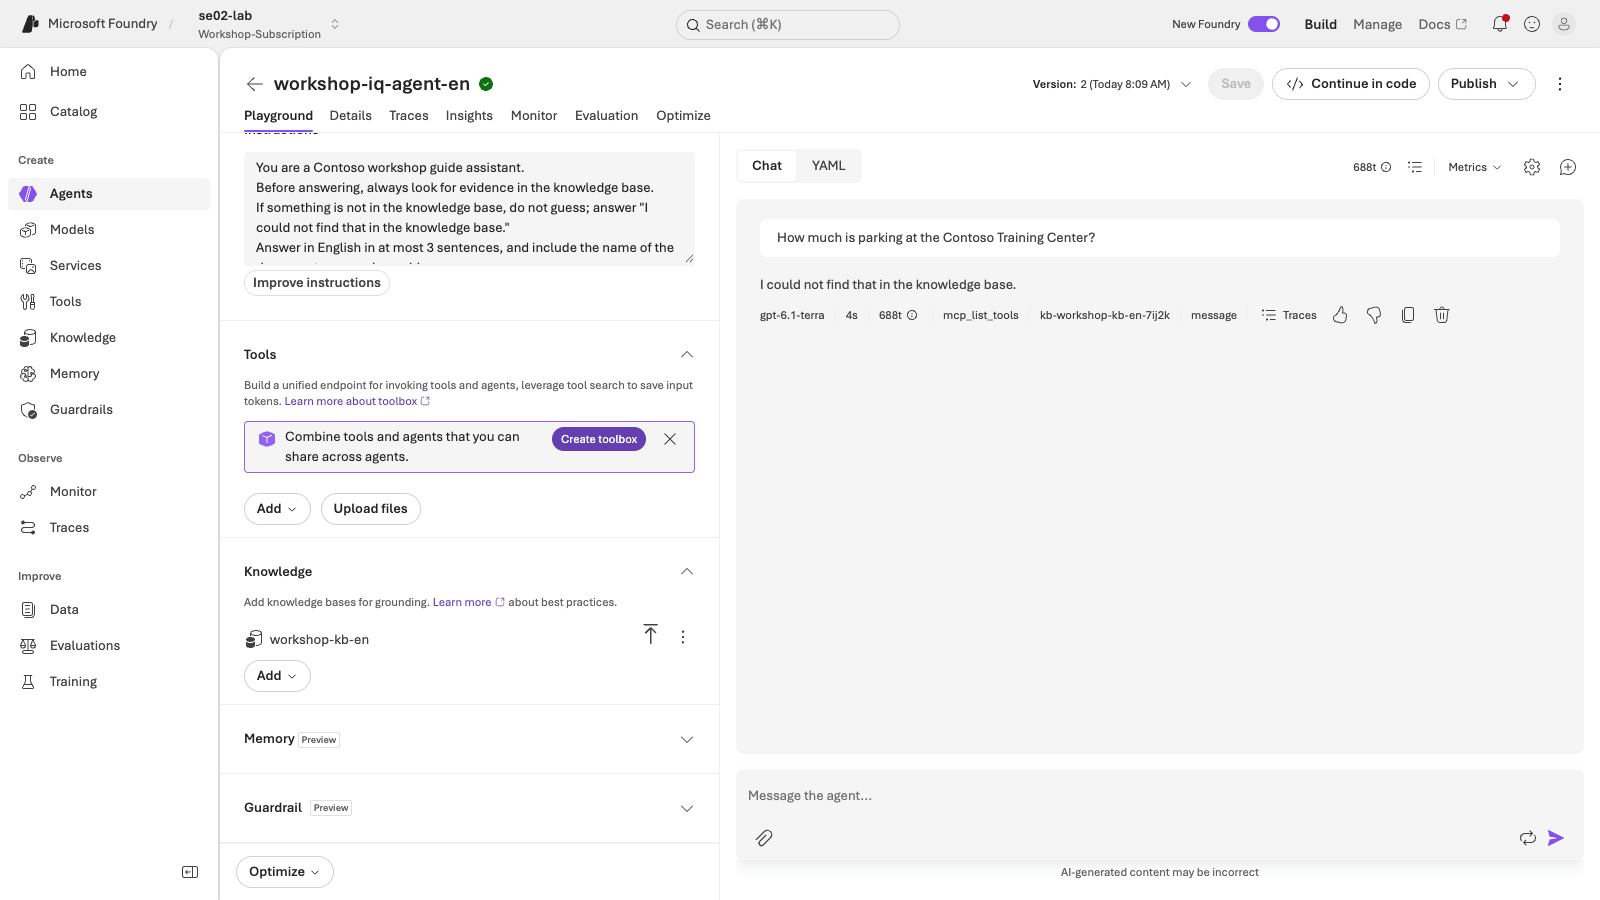 Microsoft Foundry
/
se02-lab
Workshop-Subscription
Search (⌘K)
New Foundry
Build
Manage
Docs
Home
Catalog
Create
Agents
Models
Services
Tools
Knowledge
Memory
Guardrails
Observe
Monitor
Traces
Improve
Data
Evaluations
Training
workshop-iq-agent-en
Version: 2 (Today 8:09 AM)
Save
Continue in code
Publish
Playground
Details
Traces
Insights
Monitor
Evaluation
Optimize
You are a Contoso workshop guide assistant.
Before answering, always look for evidence in the knowledge base.
If something is not in the knowledge base, do not guess; answer "I
could not find that in the knowledge base."
Answer in English in at most 3 sentences, and include the name of the
Improve instructions
Tools
Build a unified endpoint for invoking tools and agents, leverage tool search to save input
tokens. Learn more about toolbox
Combine tools and agents that you can
share across agents.
Create toolbox
Add
Upload files
Knowledge
Add knowledge bases for grounding. Learn more about best practices.
workshop-kb-en
Add
Memory Preview
Guardrail Preview
Optimize
Chat
YAML
688t
Metrics
How much is parking at the Contoso Training Center?
I could not find that in the knowledge base.
gpt-6.1-terra
4s
688t
mcp_list_tools
kb-workshop-kb-en-7ij2k
message
Traces
Message the agent...
AI-generated content may be incorrect